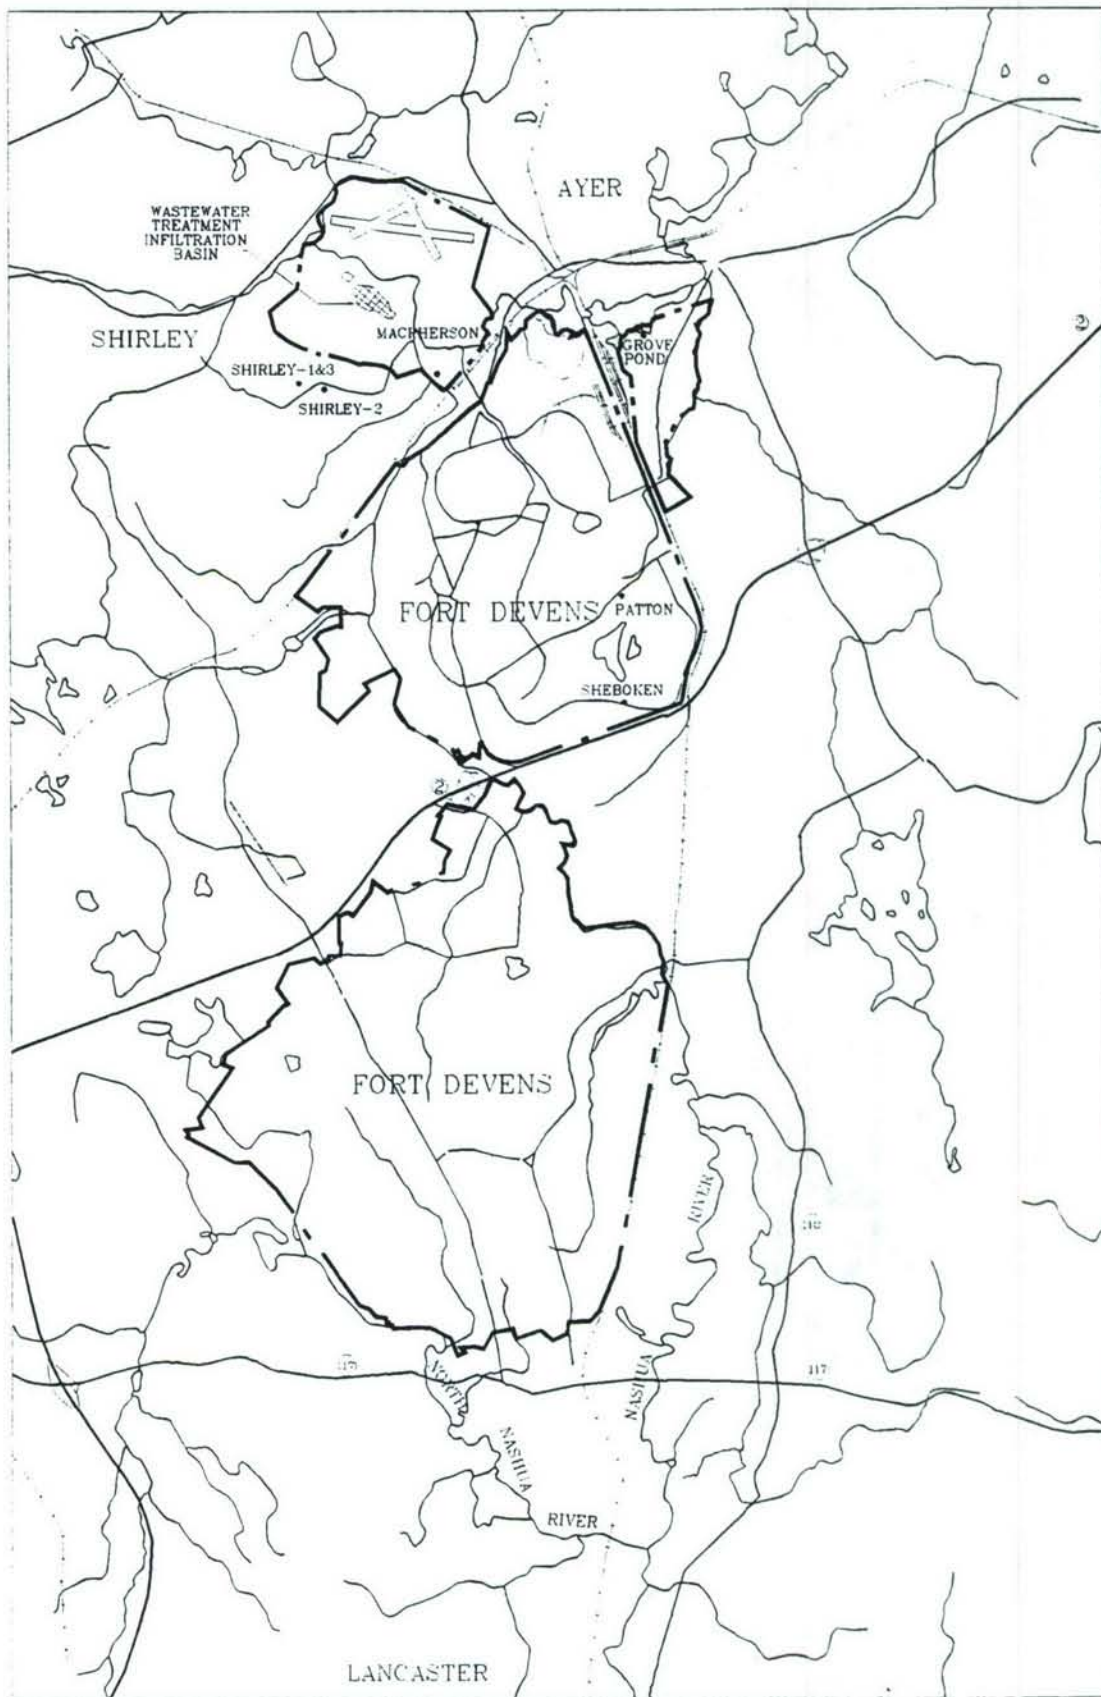 AYER
WASTEWATER
TREATMENT
INFILTRATION
BASIN
SHIRLEY
MACPHERSON
GROVE
POND
2
SHIRLEY-1&3
SHIRLEY-2
FORT DEVENS
PATTON
SHEBOKEN
2
FORT DEVENS
RIVER
NASHUA
117
NORTH
NASHUA
RIVER
LANCASTER